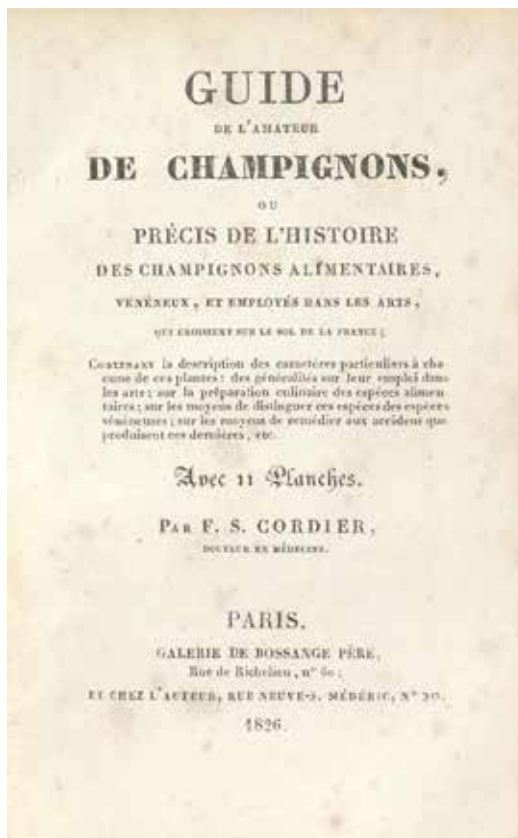 GUIDE
DE L'AMATEUR
DE CHAMPIGNONS,
OU
PRÉCIS DE L'HISTOIRE
DES CHAMPIGNONS ALIMENTAIRES,
VENÉNEUX, ET EMPLOYÉS DANS LES ARTS,
QUI CROISSENT SUR LE SOL DE LA FRANCE;
CONTENANT la description des caractères particuliers à cha-
cune de ces plantes: des généralités sur leur emploi dans
les arts; sur la préparation culinaire des espèces alimen-
taires; sur les moyens de distinguer ces espèces des espèces
vénéneuses; sur les moyens de remédier aux accidens que
produisent ces dernières, etc.
Avec 11 Planches.
PAR F. S. CORDIER,
DOCTEUR EN MÉDECINE.
PARIS.
GALERIE DE BOSSANGE PÈRE,
Rue de Richelieu, n° 60;
ET CHEZ L'AUTEUR, RUE NEUVE-S. MÉDÉRIC, N°
1826.